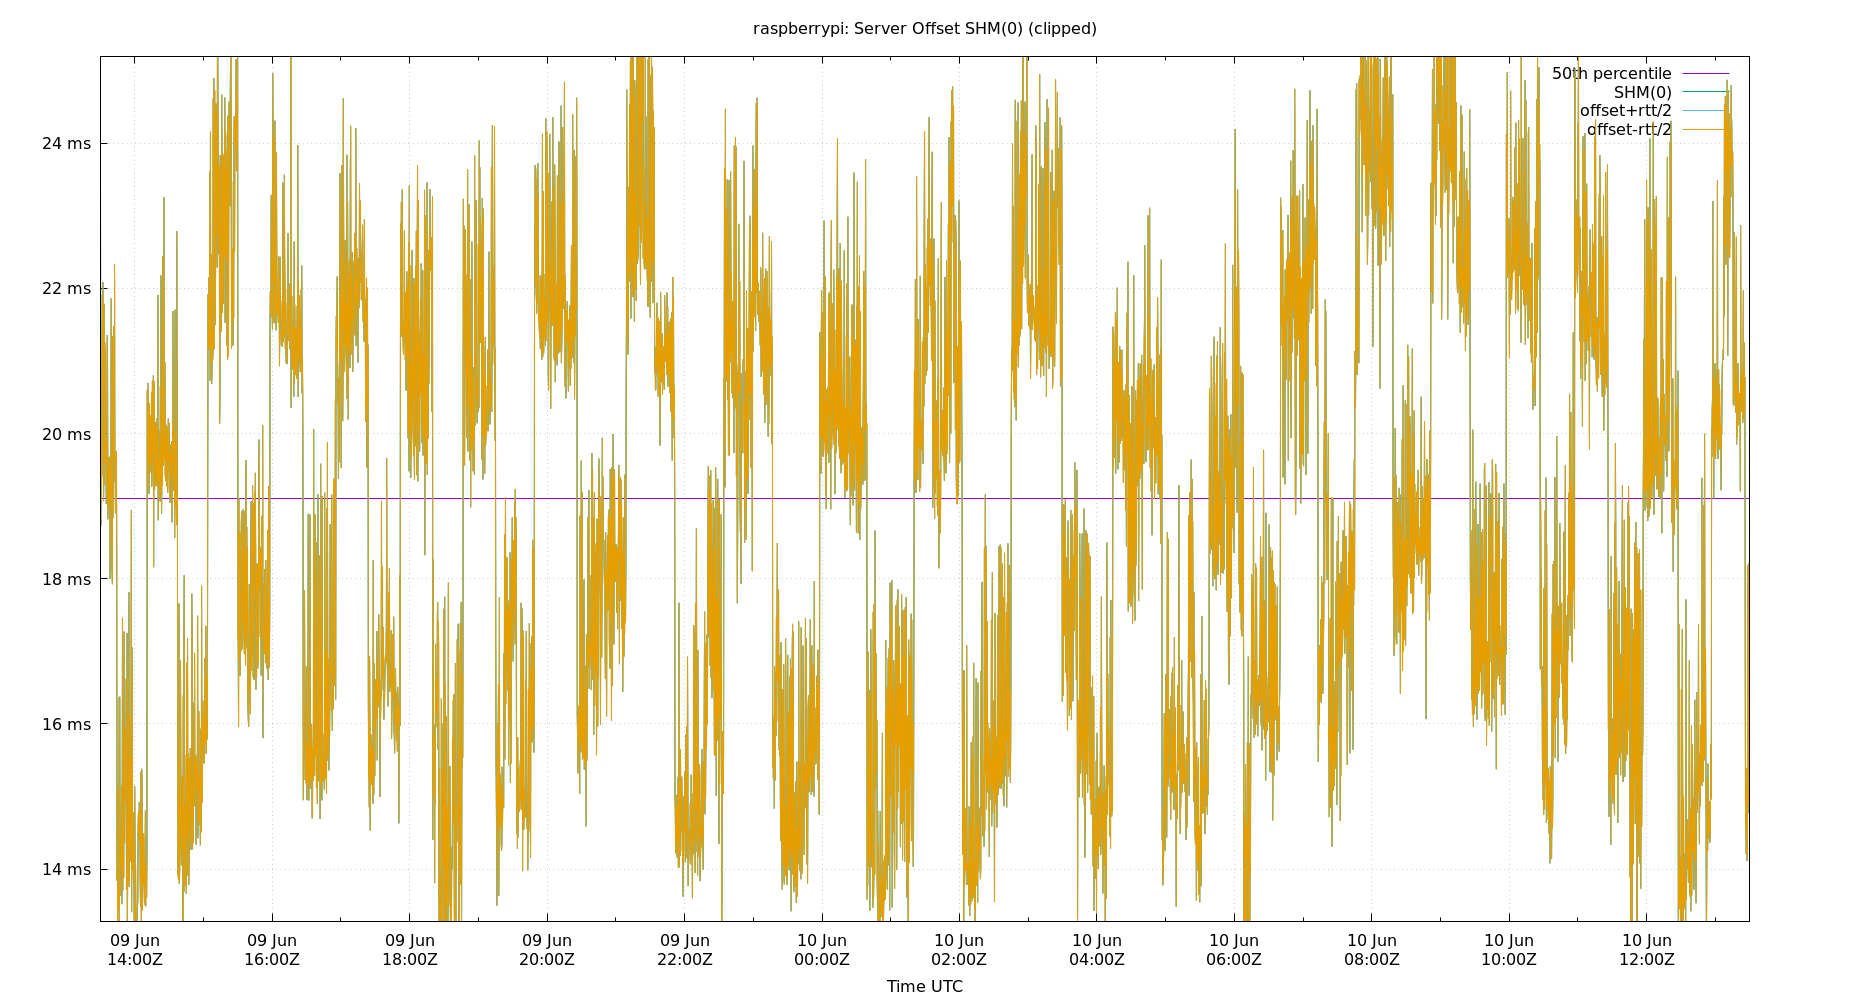 raspberrypi: Server Offset SHM(0) (clipped)
50th percentile
SHM(0)
offset+rtt/2
offset-rtt/2
24 ms
22 ms
20 ms
18 ms
16 ms
14 ms
09 Jun 09 Jun 09 Jun 09 Jun 09 Jun 10 Jun 10 Jun 10 Jun 10 Jun 10 Jun 10 Jun 10 Jun
14:00Z 16:00Z 18:00Z 20:00Z 22:00Z 00:00Z 02:00Z 04:00Z 06:00Z 08:00Z 10:00Z 12:00Z
Time UTC